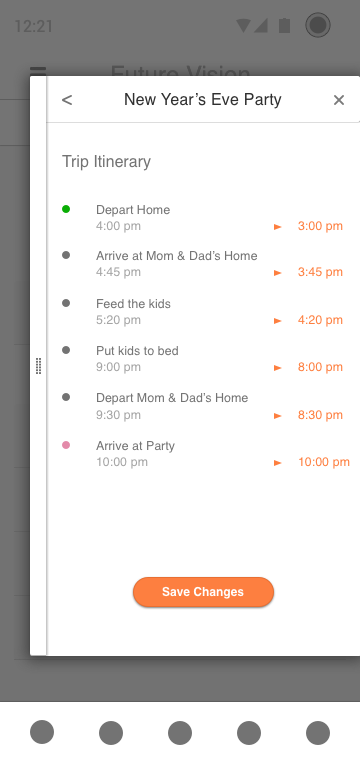 12:21
Future Vision
< New Year's Eve Party ×
Trip Itinerary
Depart Home
4:00 pm ► 3:00 pm
Arrive at Mom & Dad's Home
4:45 pm ► 3:45 pm
Feed the kids
5:20 pm ► 4:20 pm
Put kids to bed
9:00 pm ► 8:00 pm
Depart Mom & Dad's Home
9:30 pm ► 8:30 pm
Arrive at Party
10:00 pm ► 10:00 pm
Save Changes